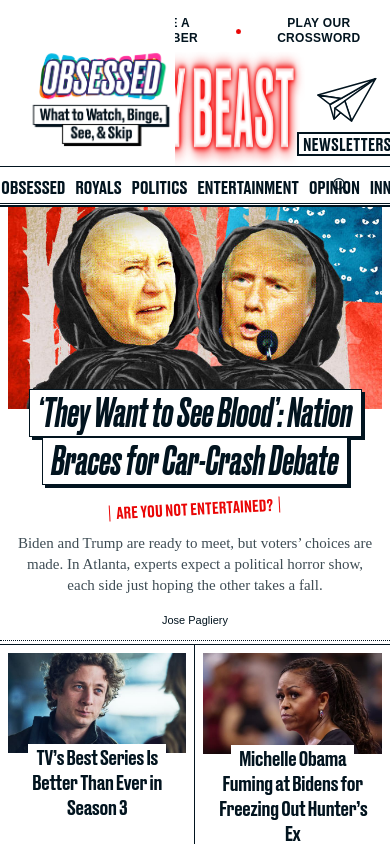 E A
BER
PLAY OUR
CROSSWORD
OBSESSED
What to Watch, Binge,
See, & Skip
Y BEAST
NEWSLETTERS
OBSESSED ROYALS POLITICS ENTERTAINMENT OPINION INN
‘They Want to See Blood’: Nation
Braces for Car-Crash Debate
ARE YOU NOT ENTERTAINED?
Biden and Trump are ready to meet, but voters’ choices are
made. In Atlanta, experts expect a political horror show,
each side just hoping the other takes a fall.
Jose Pagliery
TV’s Best Series Is
Better Than Ever in
Season 3
Michelle Obama
Fuming at Bidens for
Freezing Out Hunter’s
Ex